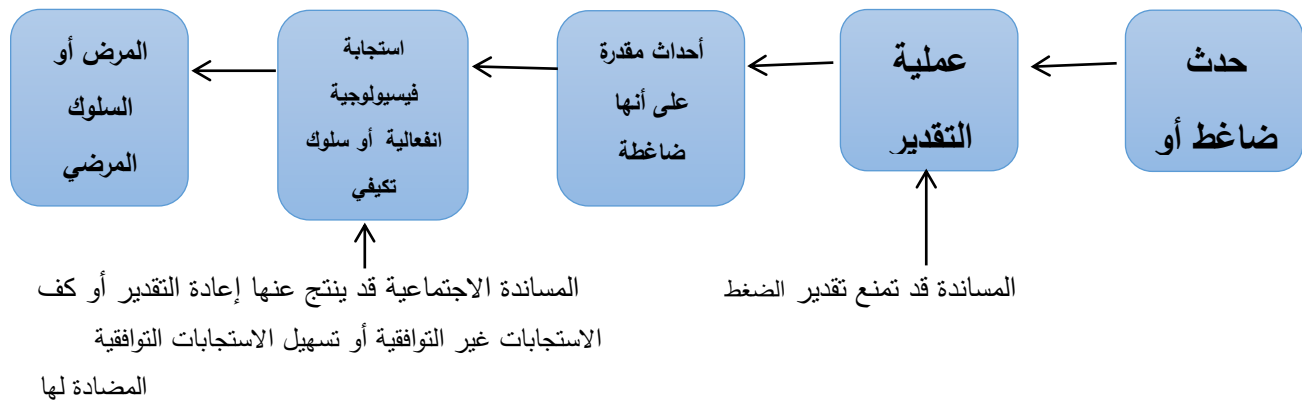 حدث
ضاغط أو
عملية
التقدير
أحداث مقدرة
على أنها
ضاغطة
استجابة
فيسيولوجية
انفعالية أو سلوك
تكيفي
المرض أو
السلوك
المرضي
المساندة قد تمنع تقدير الضغط
المساندة الاجتماعية قد ينتج عنها إعادة التقدير أو كف
الاستجابات غير التوافقية أو تسهيل الاستجابات التوافقية
المضادة لها